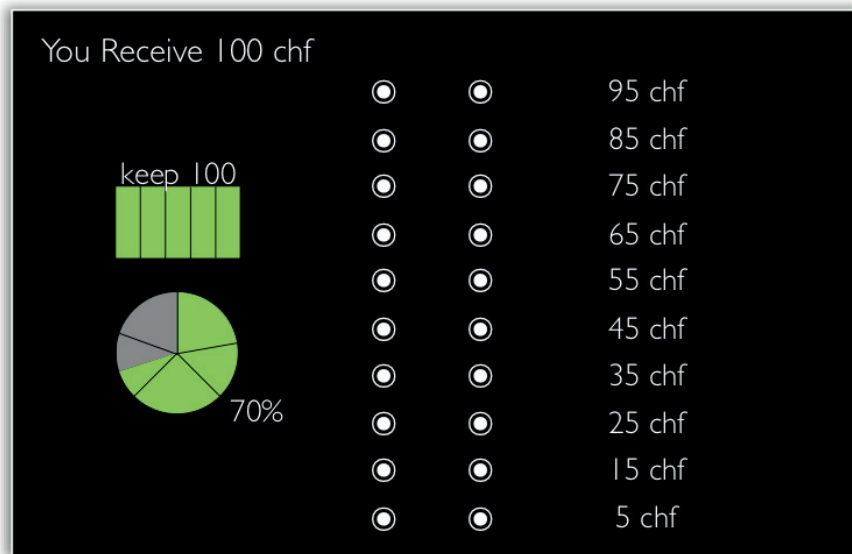 You Receive 100 chf
keep 100
70%
95 chf
85 chf
75 chf
65 chf
55 chf
45 chf
35 chf
25 chf
15 chf
5 chf